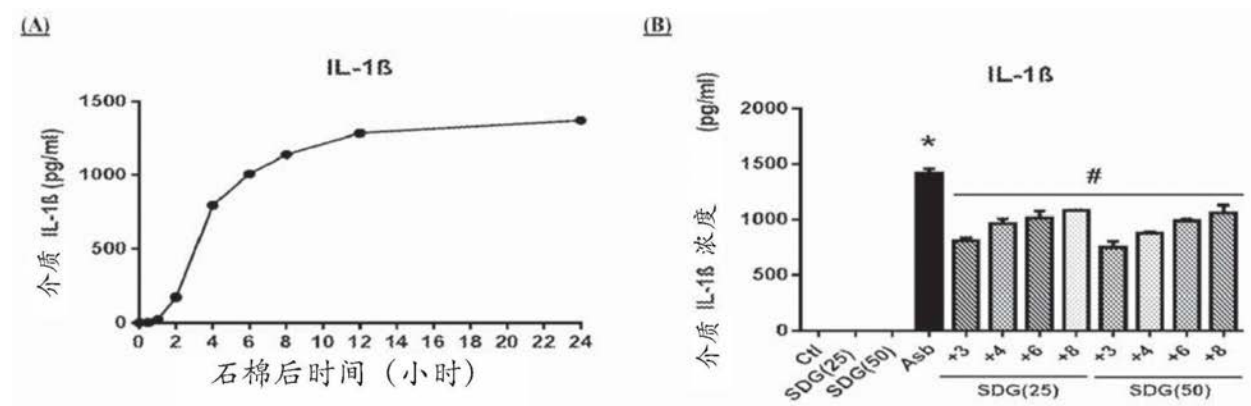 (A)
IL-1ß
1500
1000
500
0
介质 IL-1ß (pg/ml)
0 2 4 6 8 10 12 14 16 18 20 22 24
石棉后时间（小时）
(B)
IL-1ß
2000
1500
1000
500
0
介质 IL-1ß 浓度 (pg/ml)
*
#
Ctl SDG(25) SDG(50) Asb +3 +4 +6 +8 +3 +4 +6 +8
SDG(25) SDG(50)